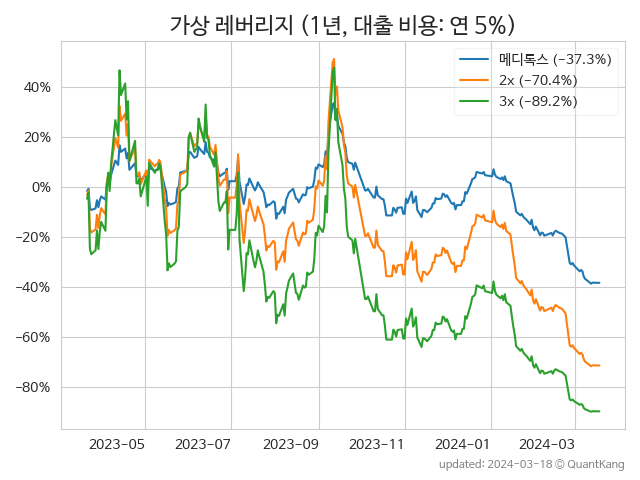 가상 레버리지 (1년, 대출 비용: 연 5%)
메디톡스 (−37.3%)
2x (−70.4%)
3x (−89.2%)
40%
20%
0%
−20%
−40%
−60%
−80%
2023-05 2023-07 2023-09 2023-11 2024-01 2024-03
updated: 2024-03-18 © QuantKang